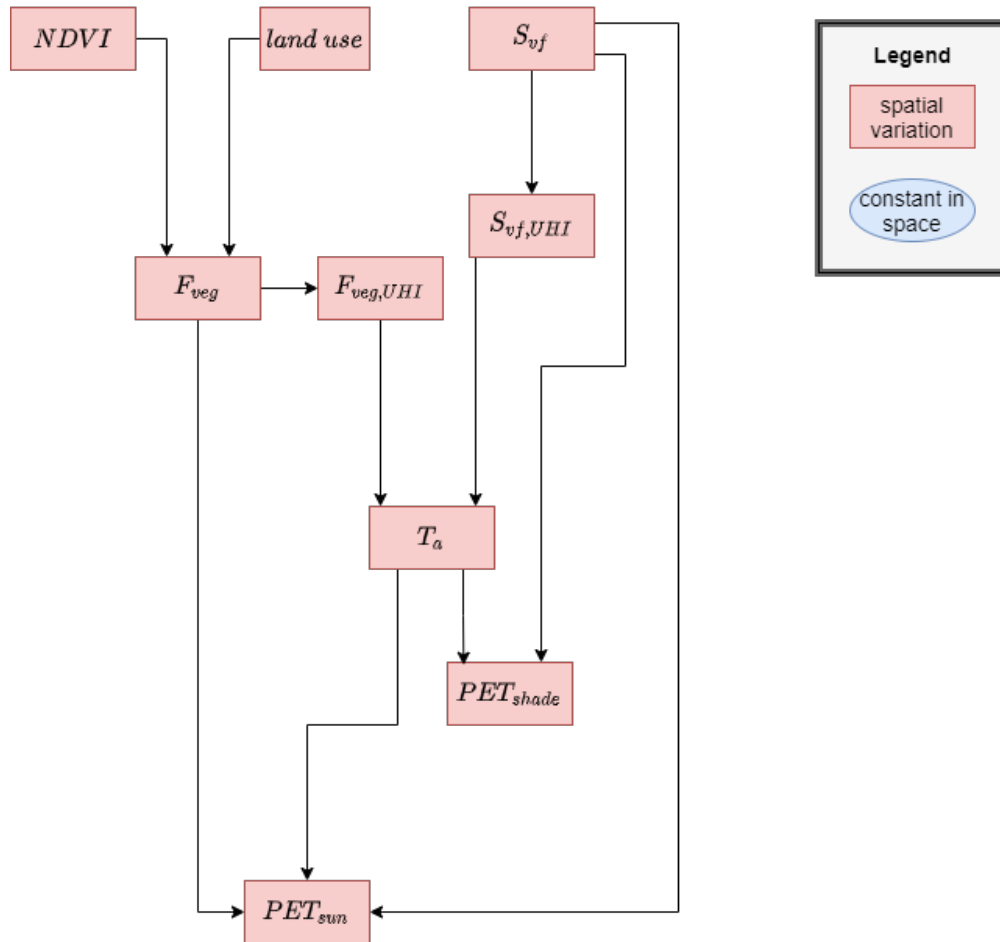 NDVI
land use
S_vf
Legend
spatial
variation
constant in
space
S_vf,UHI
F_veg
F_veg,UHI
T_a
PET_shade
PET_sun